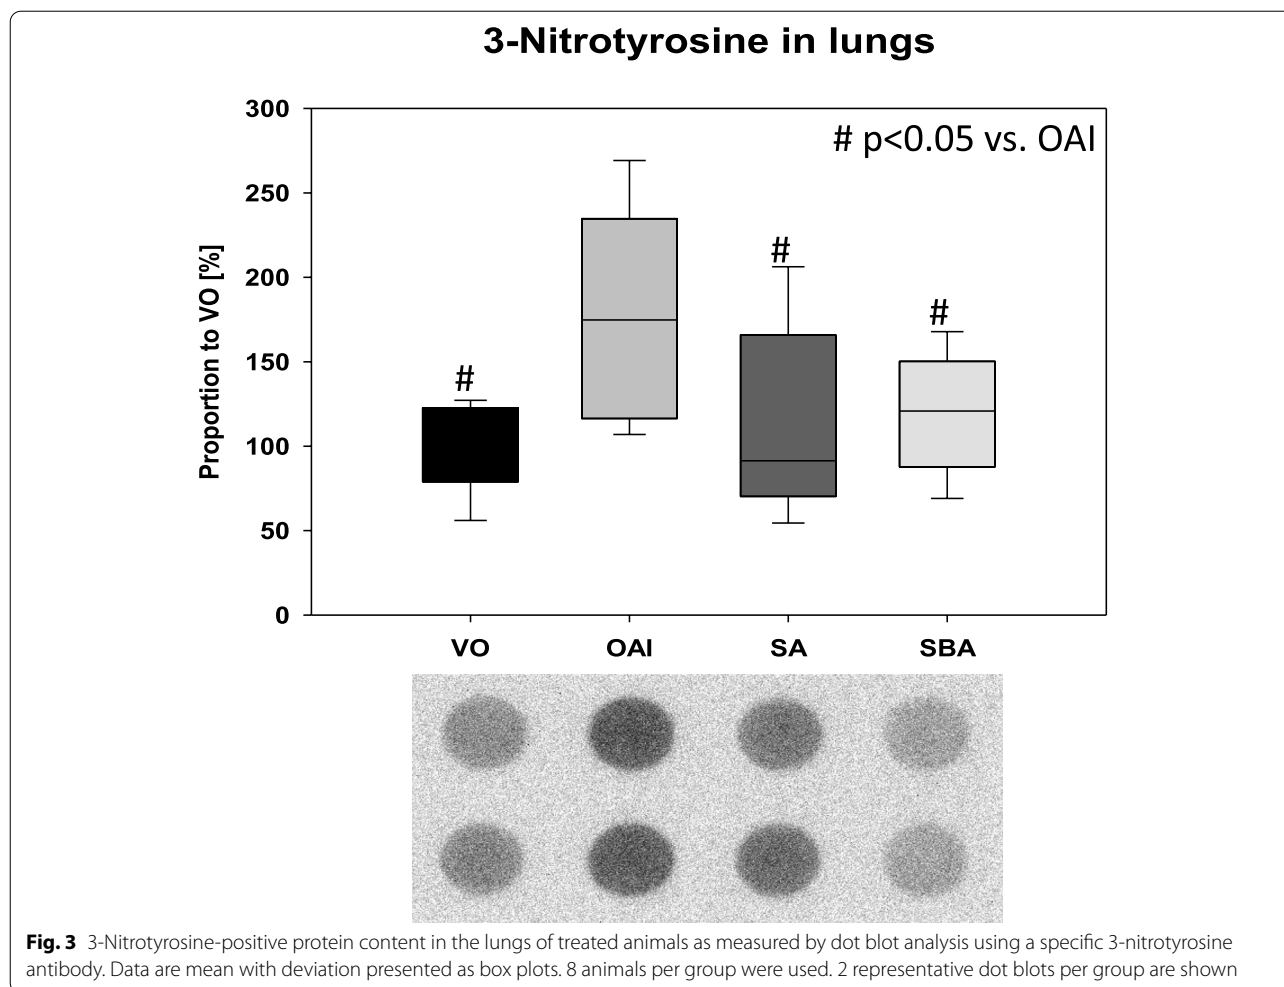 3-Nitrotyrosine in lungs
# p<0.05 vs. OAI
Proportion to VO [%]
300
250
200
150
100
50
0
#
#
#
VO OAI SA SBA
Fig. 3 3-Nitrotyrosine-positive protein content in the lungs of treated animals as measured by dot blot analysis using a specific 3-nitrotyrosine
antibody. Data are mean with deviation presented as box plots. 8 animals per group were used. 2 representative dot blots per group are shown